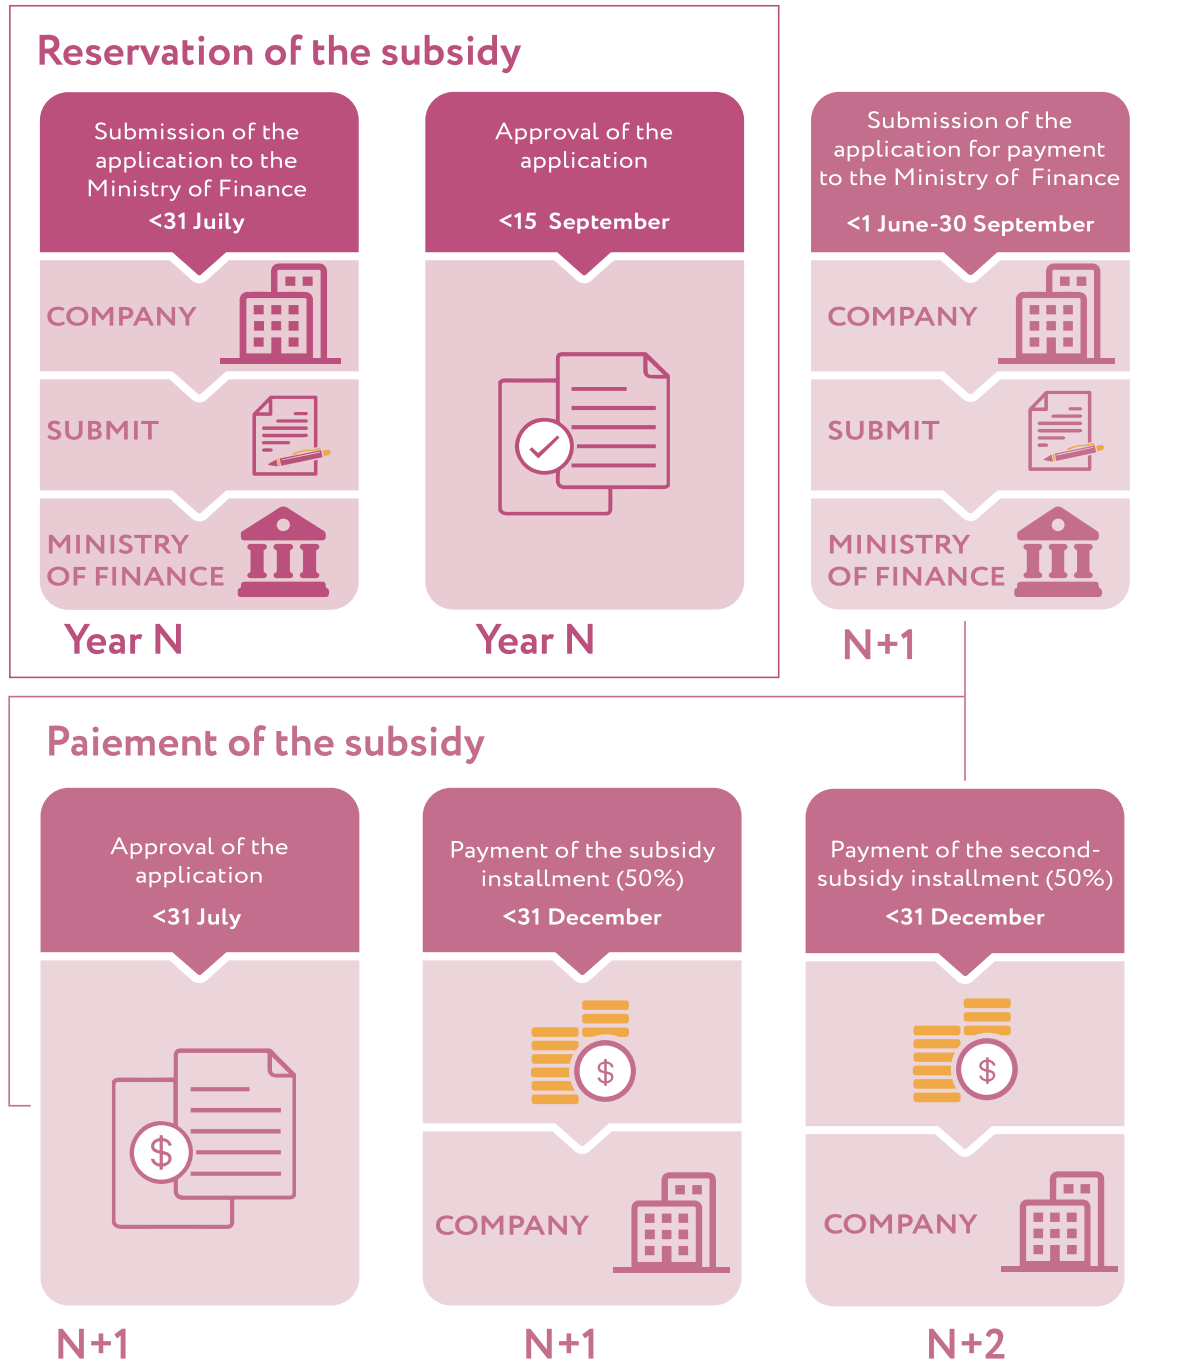 Reservation of the subsidy
Submission of the
application to the
Ministry of Finance
<31 Juily
COMPANY
SUBMIT
MINISTRY
OF FINANCE
Year N
Approval of the
application
<15 September
Year N
Submission of the
application for payment
to the Ministry of Finance
<1 June-30 September
COMPANY
SUBMIT
MINISTRY
OF FINANCE
N+1
Paiement of the subsidy
Approval of the
application
<31 July
$
N+1
Payment of the subsidy
installment (50%)
<31 December
$
COMPANY
N+1
Payment of the second-
subsidy installment (50%)
<31 December
$
COMPANY
N+2